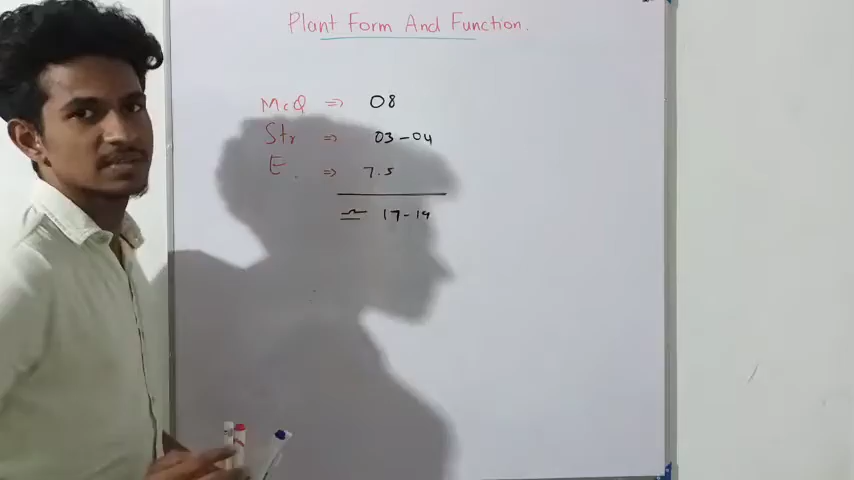 Plant Form And Function.
McQ ⇒ 08
Str ⇒ 03-04
E. ⇒ 7.5
≃ 17-19